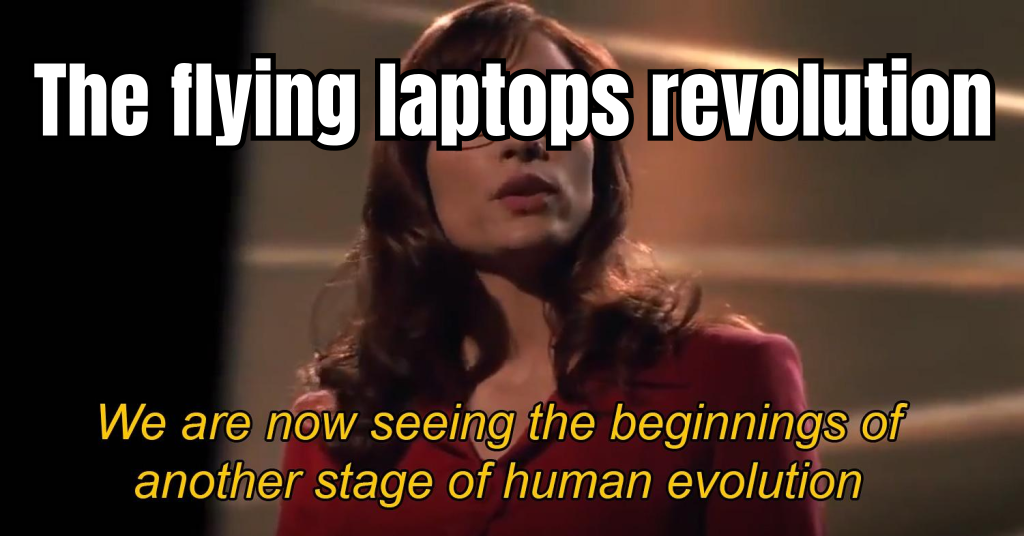 The flying laptops revolution
We are now seeing the beginnings of
another stage of human evolution